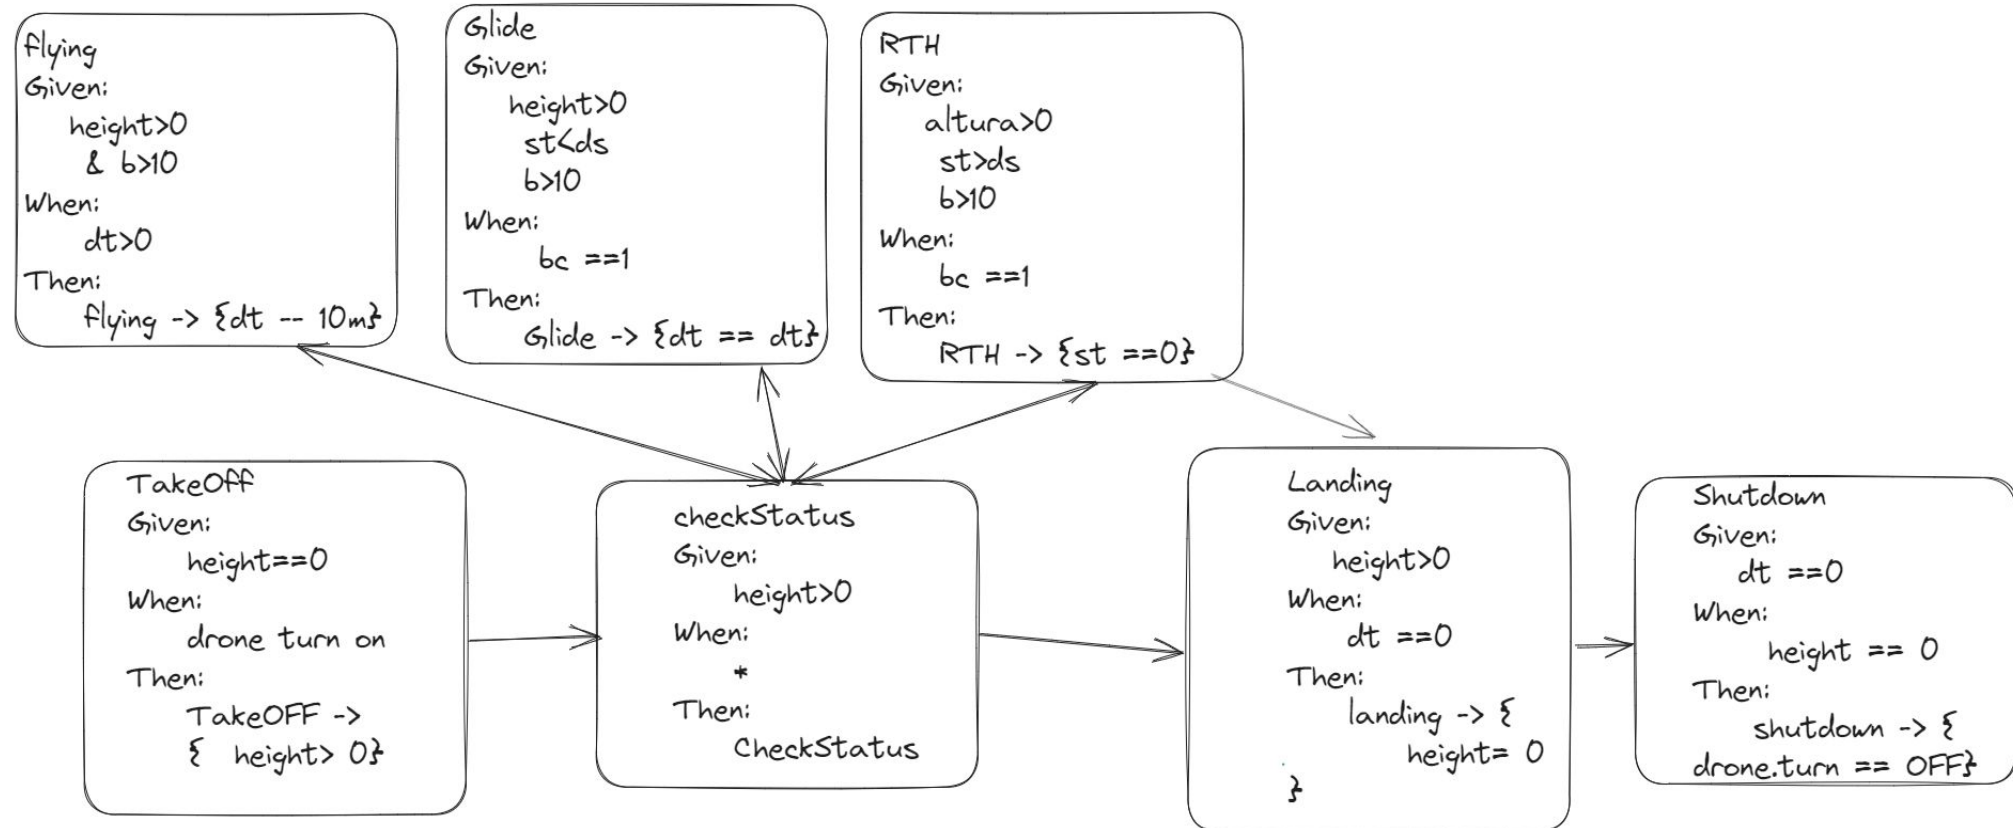 flying
Given:
height>0
& b>10
When:
dt>0
Then:
flying -> {dt -- 10m}
Glide
Given:
height>0
st<ds
b>10
When:
bc ==1
Then:
Glide -> {dt == dt}
RTH
Given:
altura>0
st>ds
b>10
When:
bc ==1
Then:
RTH -> {st ==0}
TakeOff
Given:
height==0
When:
drone turn on
Then:
TakeOFF ->
{ height> 0}
checkStatus
Given:
height>0
When:
*
Then:
CheckStatus
Landing
Given:
height>0
When:
dt ==0
Then:
landing -> {
height= 0
}
Shutdown
Given:
dt ==0
When:
height == 0
Then:
shutdown -> {
drone.turn == OFF}